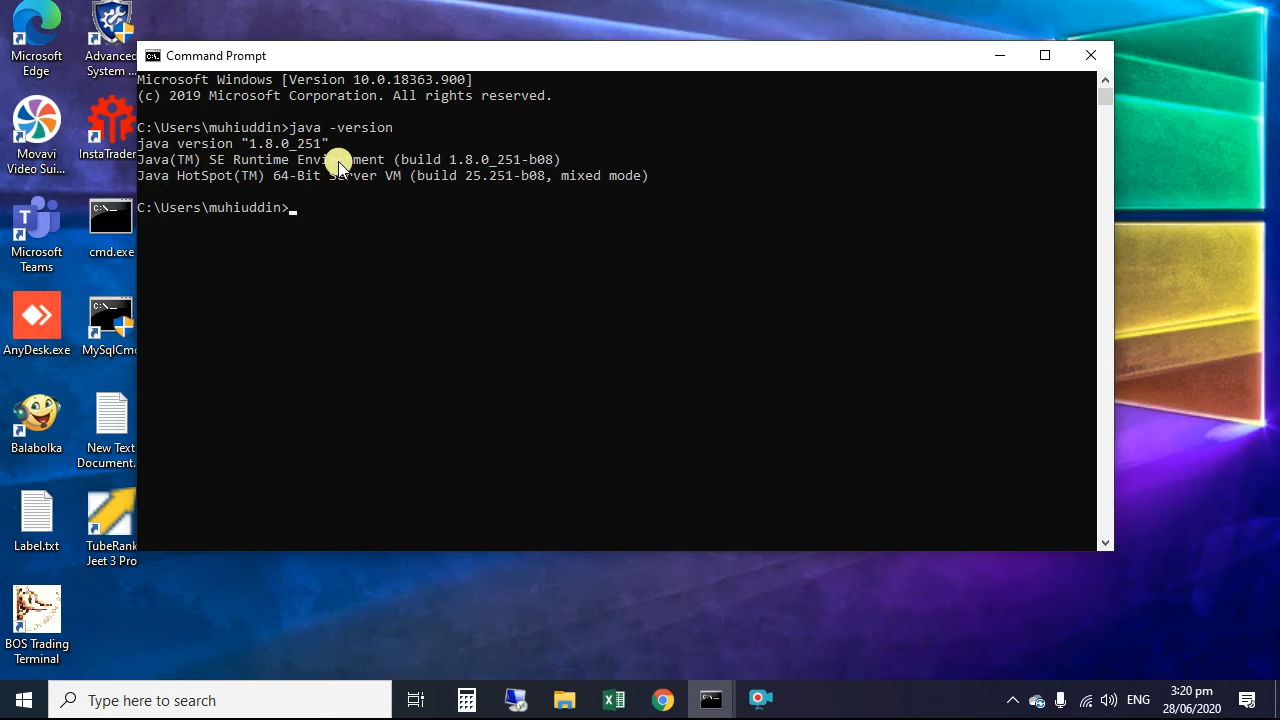 Microsoft Edge
Advanced System ...
Movavi Video Sui...
InstaTrader
Microsoft Teams
cmd.exe
AnyDesk.exe
MySqlCmd
Balabolka
New Text Document...
Label.txt
TubeRank Jeet 3 Pro
BOS Trading Terminal
Command Prompt
Microsoft Windows [Version 10.0.18363.900]
(c) 2019 Microsoft Corporation. All rights reserved.
C:\Users\muhiuddin>java -version
java version "1.8.0_251"
Java(TM) SE Runtime Environment (build 1.8.0_251-b08)
Java HotSpot(TM) 64-Bit Server VM (build 25.251-b08, mixed mode)
C:\Users\muhiuddin>
Type here to search
ENG
3:20 pm
28/06/2020